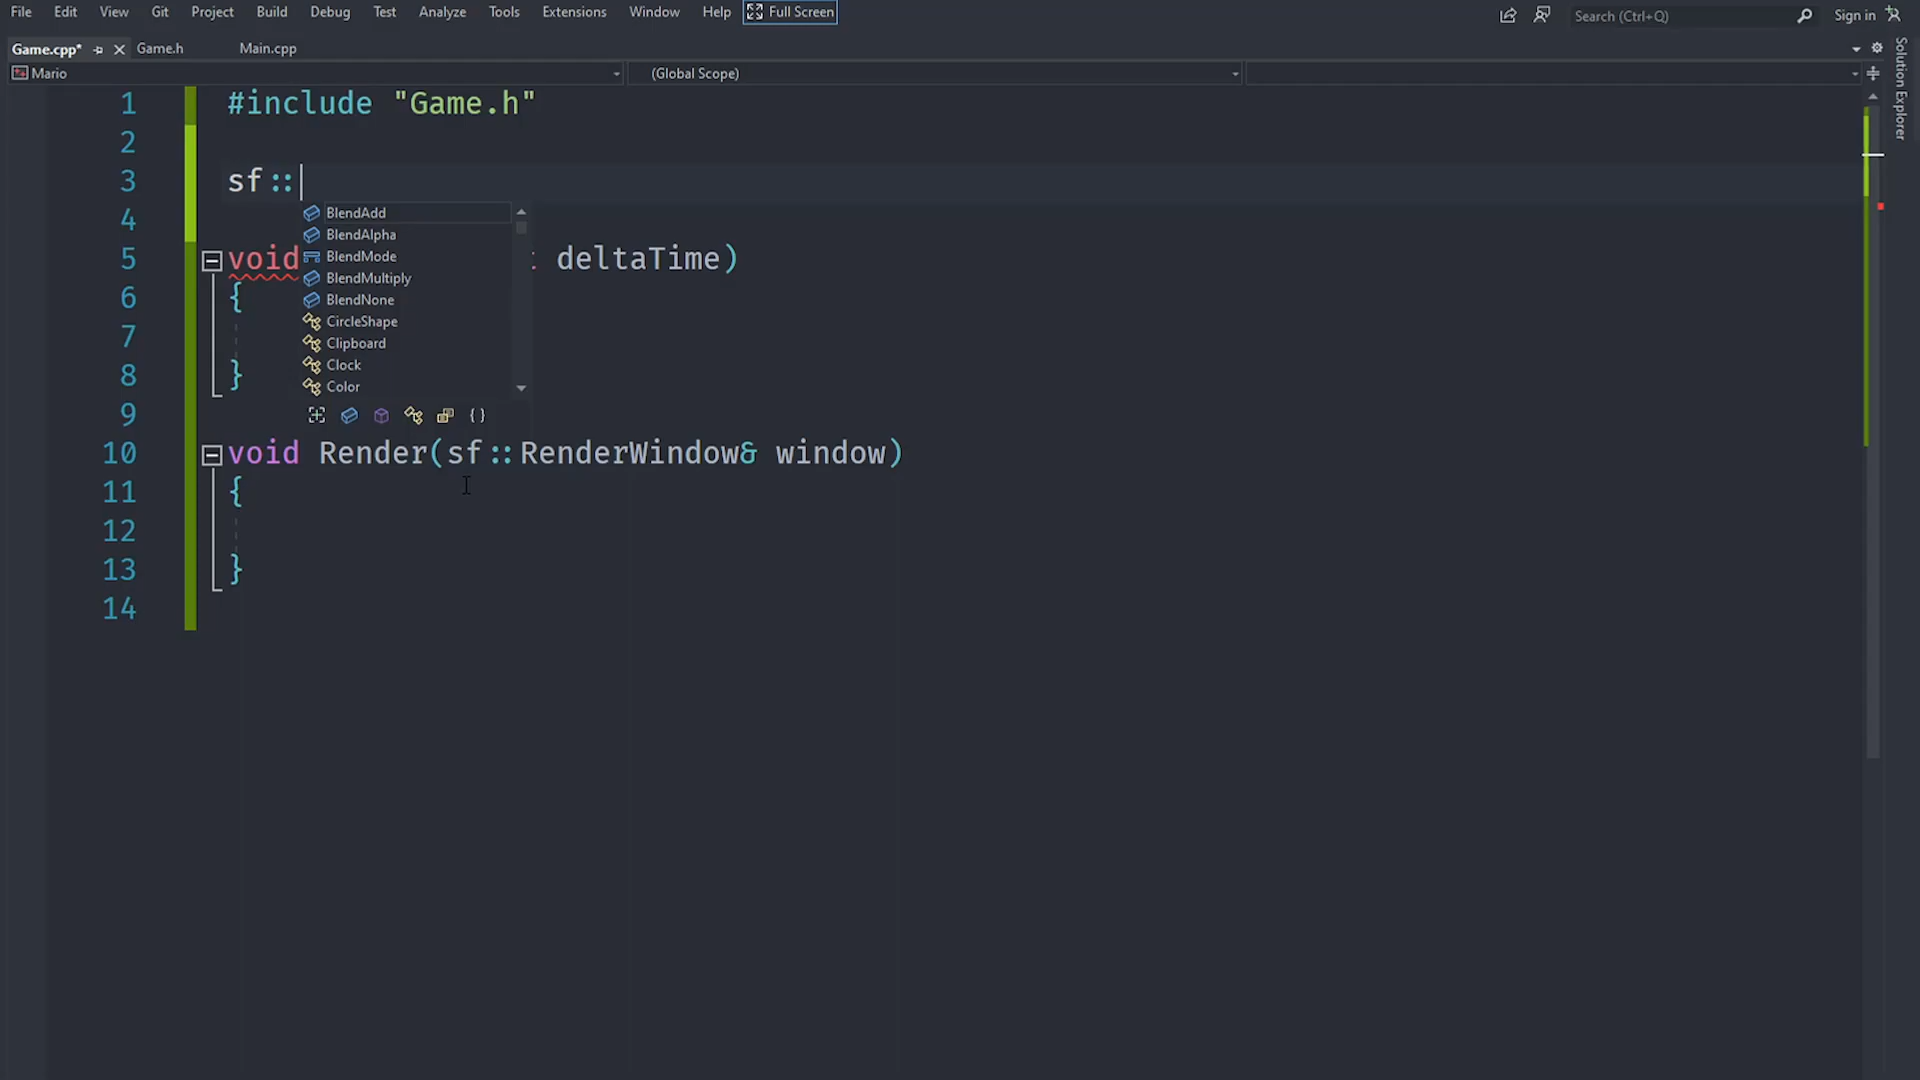 File Edit View Git Project Build Debug Test Analyze Tools Extensions Window Help Full Screen Search (Ctrl+Q) Sign in
Game.cpp* Game.h Main.cpp
Mario (Global Scope)
Solution Explorer
1 #include "Game.h"
2
3 sf::
4
BlendAdd
BlendAlpha
BlendMode
BlendMultiply
BlendNone
CircleShape
Clipboard
Clock
Color
5 void deltaTime)
6 {
7
8 }
9
10 void Render(sf::RenderWindow& window)
11 {
12
13 }
14